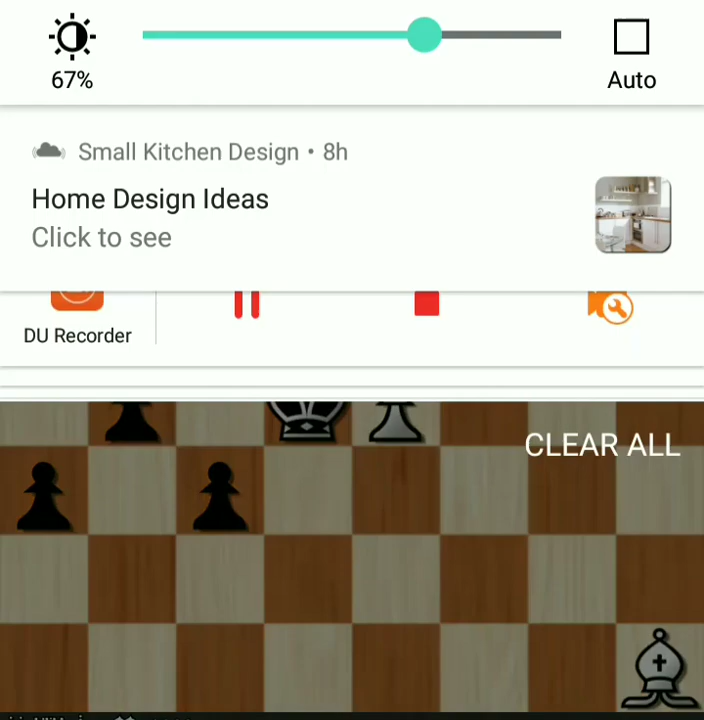 67%
Auto
Small Kitchen Design • 8h
Home Design Ideas
Click to see
DU Recorder
CLEAR ALL